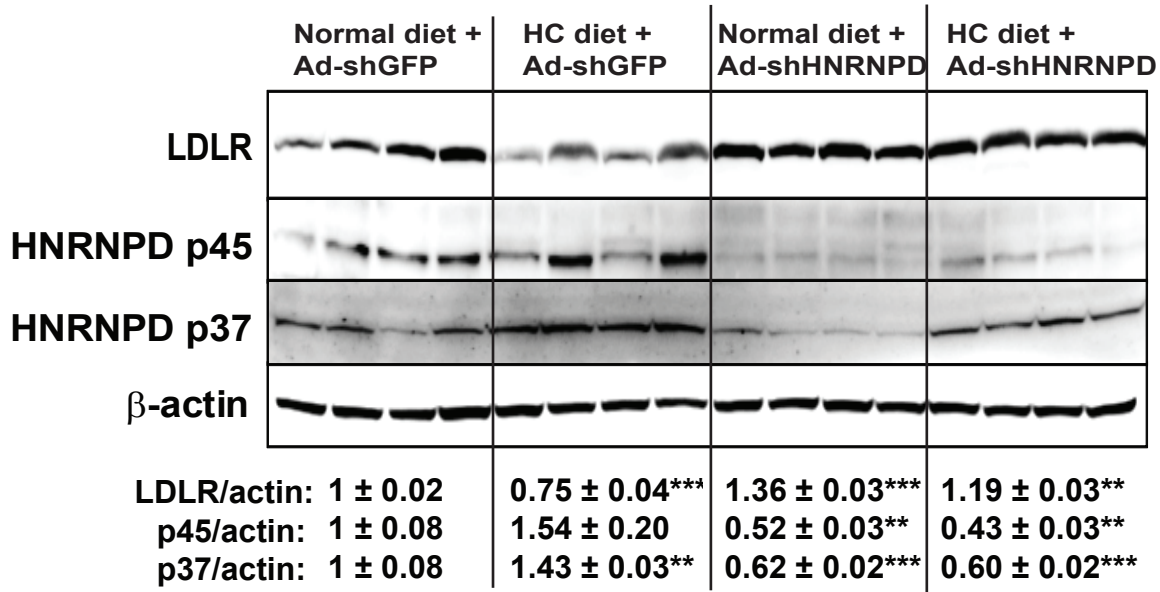 Normal diet + HC diet + Normal diet + HC diet +
Ad-shGFP Ad-shGFP Ad-shHNRNPD Ad-shHNRNPD
LDLR
HNRNPD p45
HNRNPD p37
β-actin
LDLR/actin: 1 ± 0.02 0.75 ± 0.04*** 1.36 ± 0.03*** 1.19 ± 0.03**
p45/actin: 1 ± 0.08 1.54 ± 0.20 0.52 ± 0.03** 0.43 ± 0.03**
p37/actin: 1 ± 0.08 1.43 ± 0.03** 0.62 ± 0.02*** 0.60 ± 0.02***